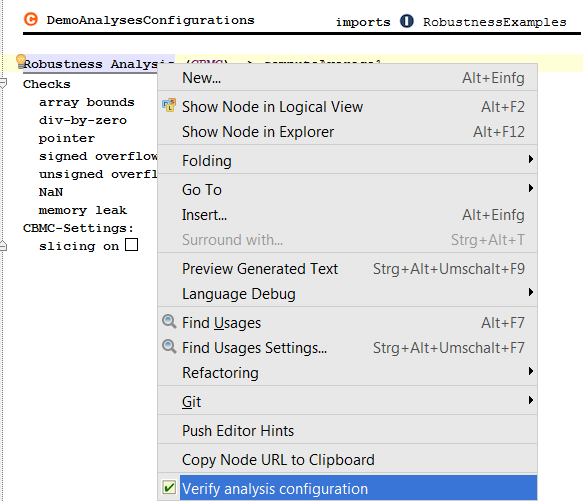 C DemoAnalysesConfigurations imports I RobustnessExamples
Robustness Analysis (CBMC) -> computeAverage1
Checks
array bounds
div-by-zero
pointer
signed overflow
unsigned overfl
NaN
memory leak
CBMC-Settings:
slicing on
New... Alt+Einfg
Show Node in Logical View Alt+F2
Show Node in Explorer Alt+F12
Folding
Go To
Insert... Alt+Einfg
Surround with... Strg+Alt+T
Preview Generated Text Strg+Alt+Umschalt+F9
Language Debug
Find Usages Alt+F7
Find Usages Settings... Strg+Alt+Umschalt+F7
Refactoring
Git
Push Editor Hints
Copy Node URL to Clipboard
Verify analysis configuration